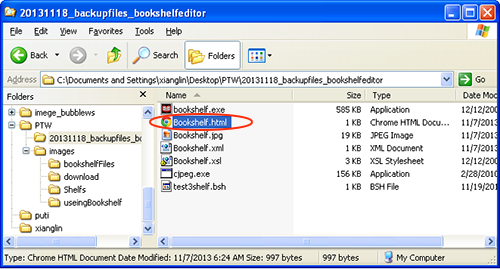 20131118_backupfiles_bookshelfeditor
File Edit View Favorites Tools Help
Back Search Folders
Address C:\Documents and Settings\xianglin\Desktop\PTW\20131118_backupfiles_bookshelfeditor Go
Folders × Name Size Type Date Mo
imege_bubblews bookshelf.exe 585 KB Application 12/12/200
PTW Bookshelf.html 1 KB Chrome HTML Docu... 11/7/2013
20131118_backupfiles_bo Bookshelf.jpg 19 KB JPEG Image 11/7/2013
images Bookshelf.xml 1 KB XML Document 11/7/2013
bookshelfFiles Bookshelf.xsl 3 KB XSL Stylesheet 12/12/200
download cjpeg.exe 156 KB Application 2/28/2010
Shelfs test3shelf.bsh 1 KB BSH File 11/19/201
useingBookshelf
puti
xianglin
Type: Chrome HTML Document Date Modified: 11/7/2013 6:24 AM Size: 997 bytes 997 bytes My Computer